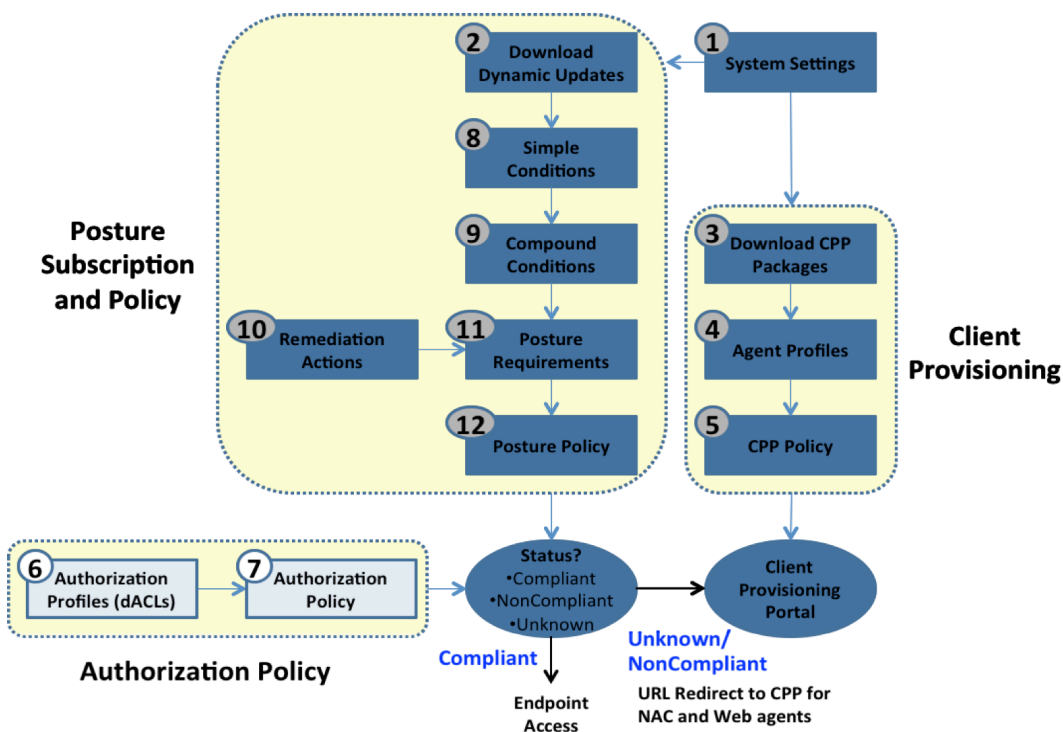 1
System Settings
2
Download
Dynamic Updates
8
Simple
Conditions
9
Compound
Conditions
Posture
Subscription
and Policy
10
Remediation
Actions
11
Posture
Requirements
12
Posture Policy
3
Download CPP
Packages
4
Agent Profiles
5
CPP Policy
Client
Provisioning
6
Authorization
Profiles (dACLs)
7
Authorization
Policy
Authorization Policy
Status?
•Compliant
•NonCompliant
•Unknown
Client
Provisioning
Portal
Compliant
Endpoint
Access
Unknown/
NonCompliant
URL Redirect to CPP for
NAC and Web agents